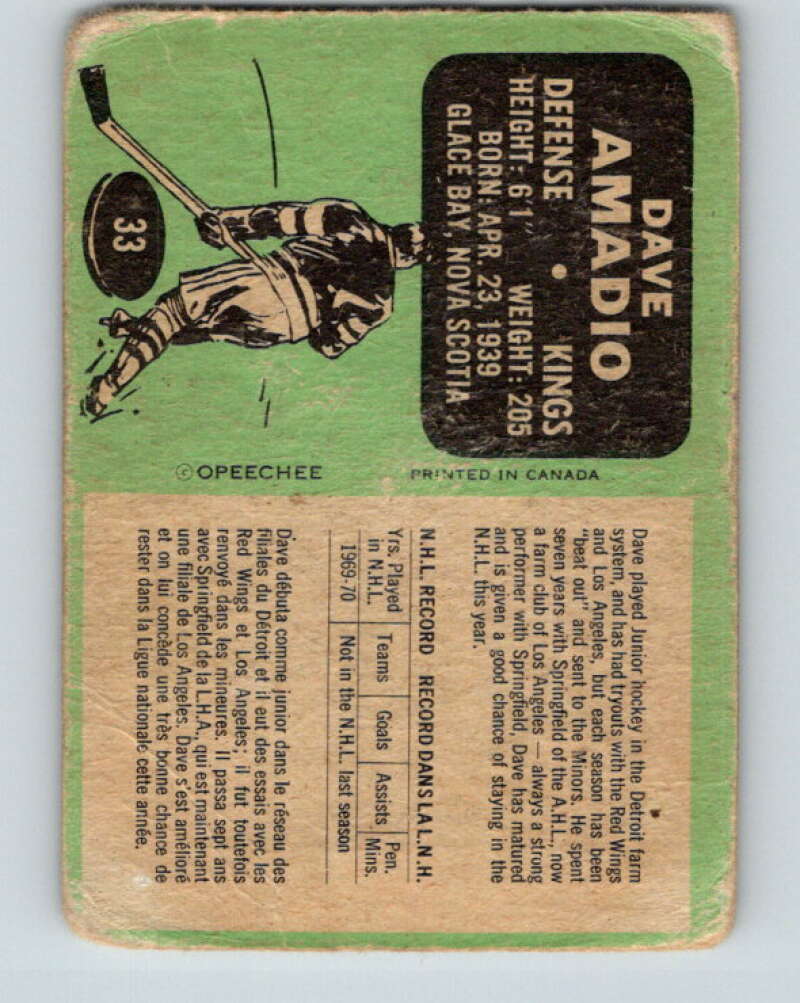 DAVE
AMADIO
DEFENSE • KINGS
HEIGHT: 6'1" WEIGHT: 205
BORN: APR. 23, 1939
GLACE BAY, NOVA SCOTIA
33
Dave played Junior hockey in the Detroit farm
system, and has had tryouts with the Red Wings
and Los Angeles, but each season has been
"beat out" and sent to the Minors. He spent
seven years with Springfield of the A.H.L., now
a farm club of Los Angeles — always a strong
performer with Springfield, Dave has matured
and is given a good chance of staying in the
N.H.L. this year.
N.H.L. RECORD RECORD DANS LA L.N.H.
Yrs. Played in N.H.L. Teams Goals Assists Pen. Mins.
1969-70 Not in the N.H.L. last season
Dave débuta comme junior dans le réseau des
filiales du Détroit et il eut des essais avec les
Red Wings et Los Angeles; il fut toutefois
renvoyé dans les mineures. Il passa sept ans
avec Springfield de la L.H.A., qui est maintenant
une filiale de Los Angeles. Dave s'est amélioré
et on lui concède une très bonne chance de
rester dans la Ligue nationale cette année.
© OPEECHEE PRINTED IN CANADA